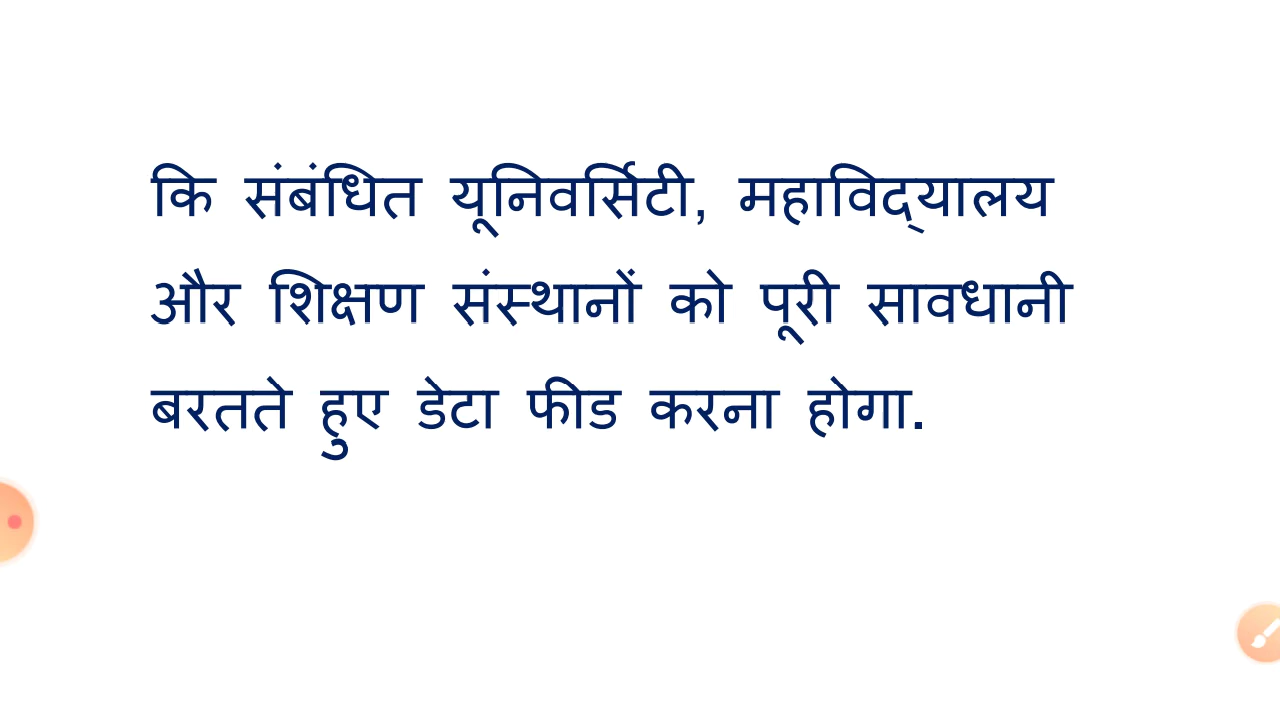 कि संबंधित यूनिवर्सिटी, महाविद्यालय
और शिक्षण संस्थानों को पूरी सावधानी
बरतते हुए डेटा फीड करना होगा.